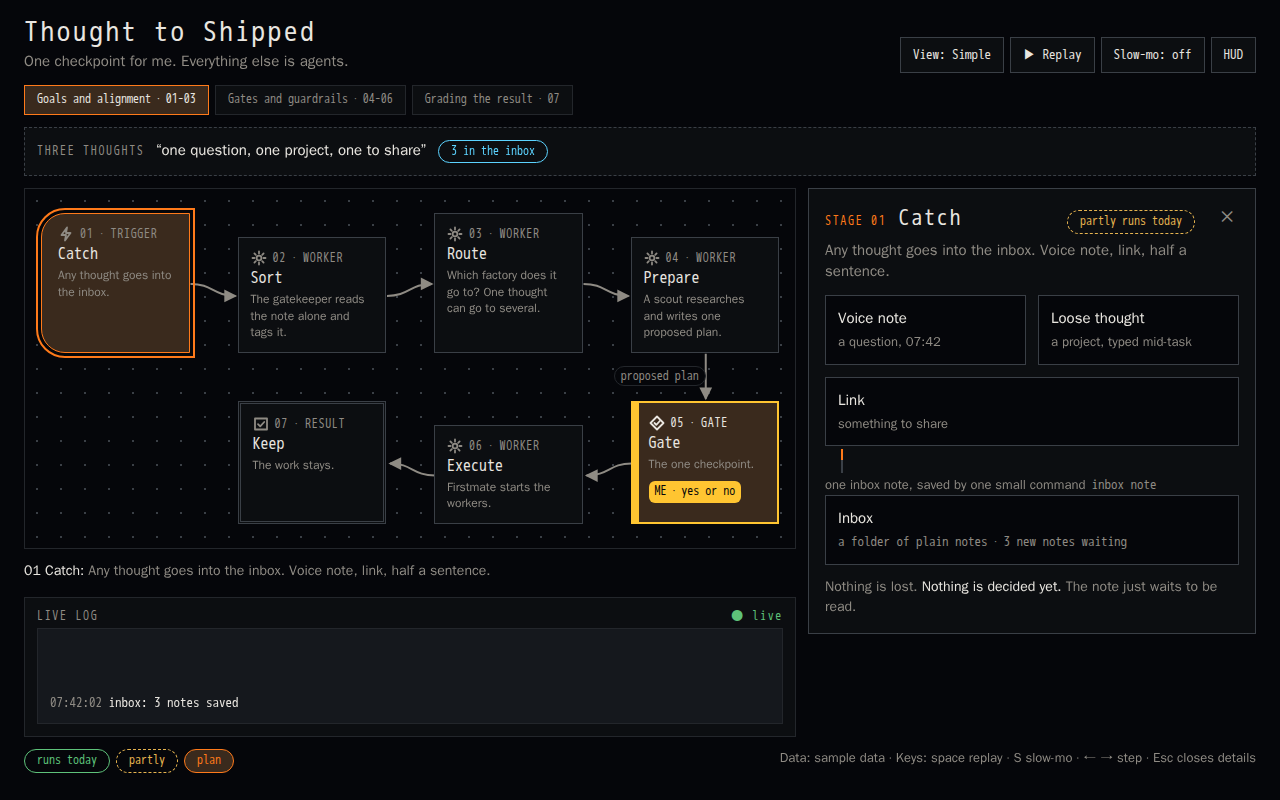 Thought to Shipped
One checkpoint for me. Everything else is agents.
View: Simple
▶ Replay
Slow-mo: off
HUD
Goals and alignment · 01-03
Gates and guardrails · 04-06
Grading the result · 07
THREE THOUGHTS “one question, one project, one to share” 3 in the inbox
01 · TRIGGER
Catch
Any thought goes into
the inbox.
02 · WORKER
Sort
The gatekeeper reads
the note alone and
tags it.
03 · WORKER
Route
Which factory does it
go to? One thought
can go to several.
04 · WORKER
Prepare
A scout researches
and writes one
proposed plan.
proposed plan
05 · GATE
Gate
The one checkpoint.
ME · yes or no
06 · WORKER
Execute
Firstmate starts the
workers.
07 · RESULT
Keep
The work stays.
01 Catch: Any thought goes into the inbox. Voice note, link, half a sentence.
LIVE LOG
live
07:42:02 inbox: 3 notes saved
runs today
partly
plan
STAGE 01 Catch
partly runs today
Any thought goes into the inbox. Voice note, link, half a
sentence.
Voice note
a question, 07:42
Loose thought
a project, typed mid-task
Link
something to share
one inbox note, saved by one small command inbox note
Inbox
a folder of plain notes · 3 new notes waiting
Nothing is lost. Nothing is decided yet. The note just waits to be
read.
Data: sample data · Keys: space replay · S slow-mo · ← → step · Esc closes details